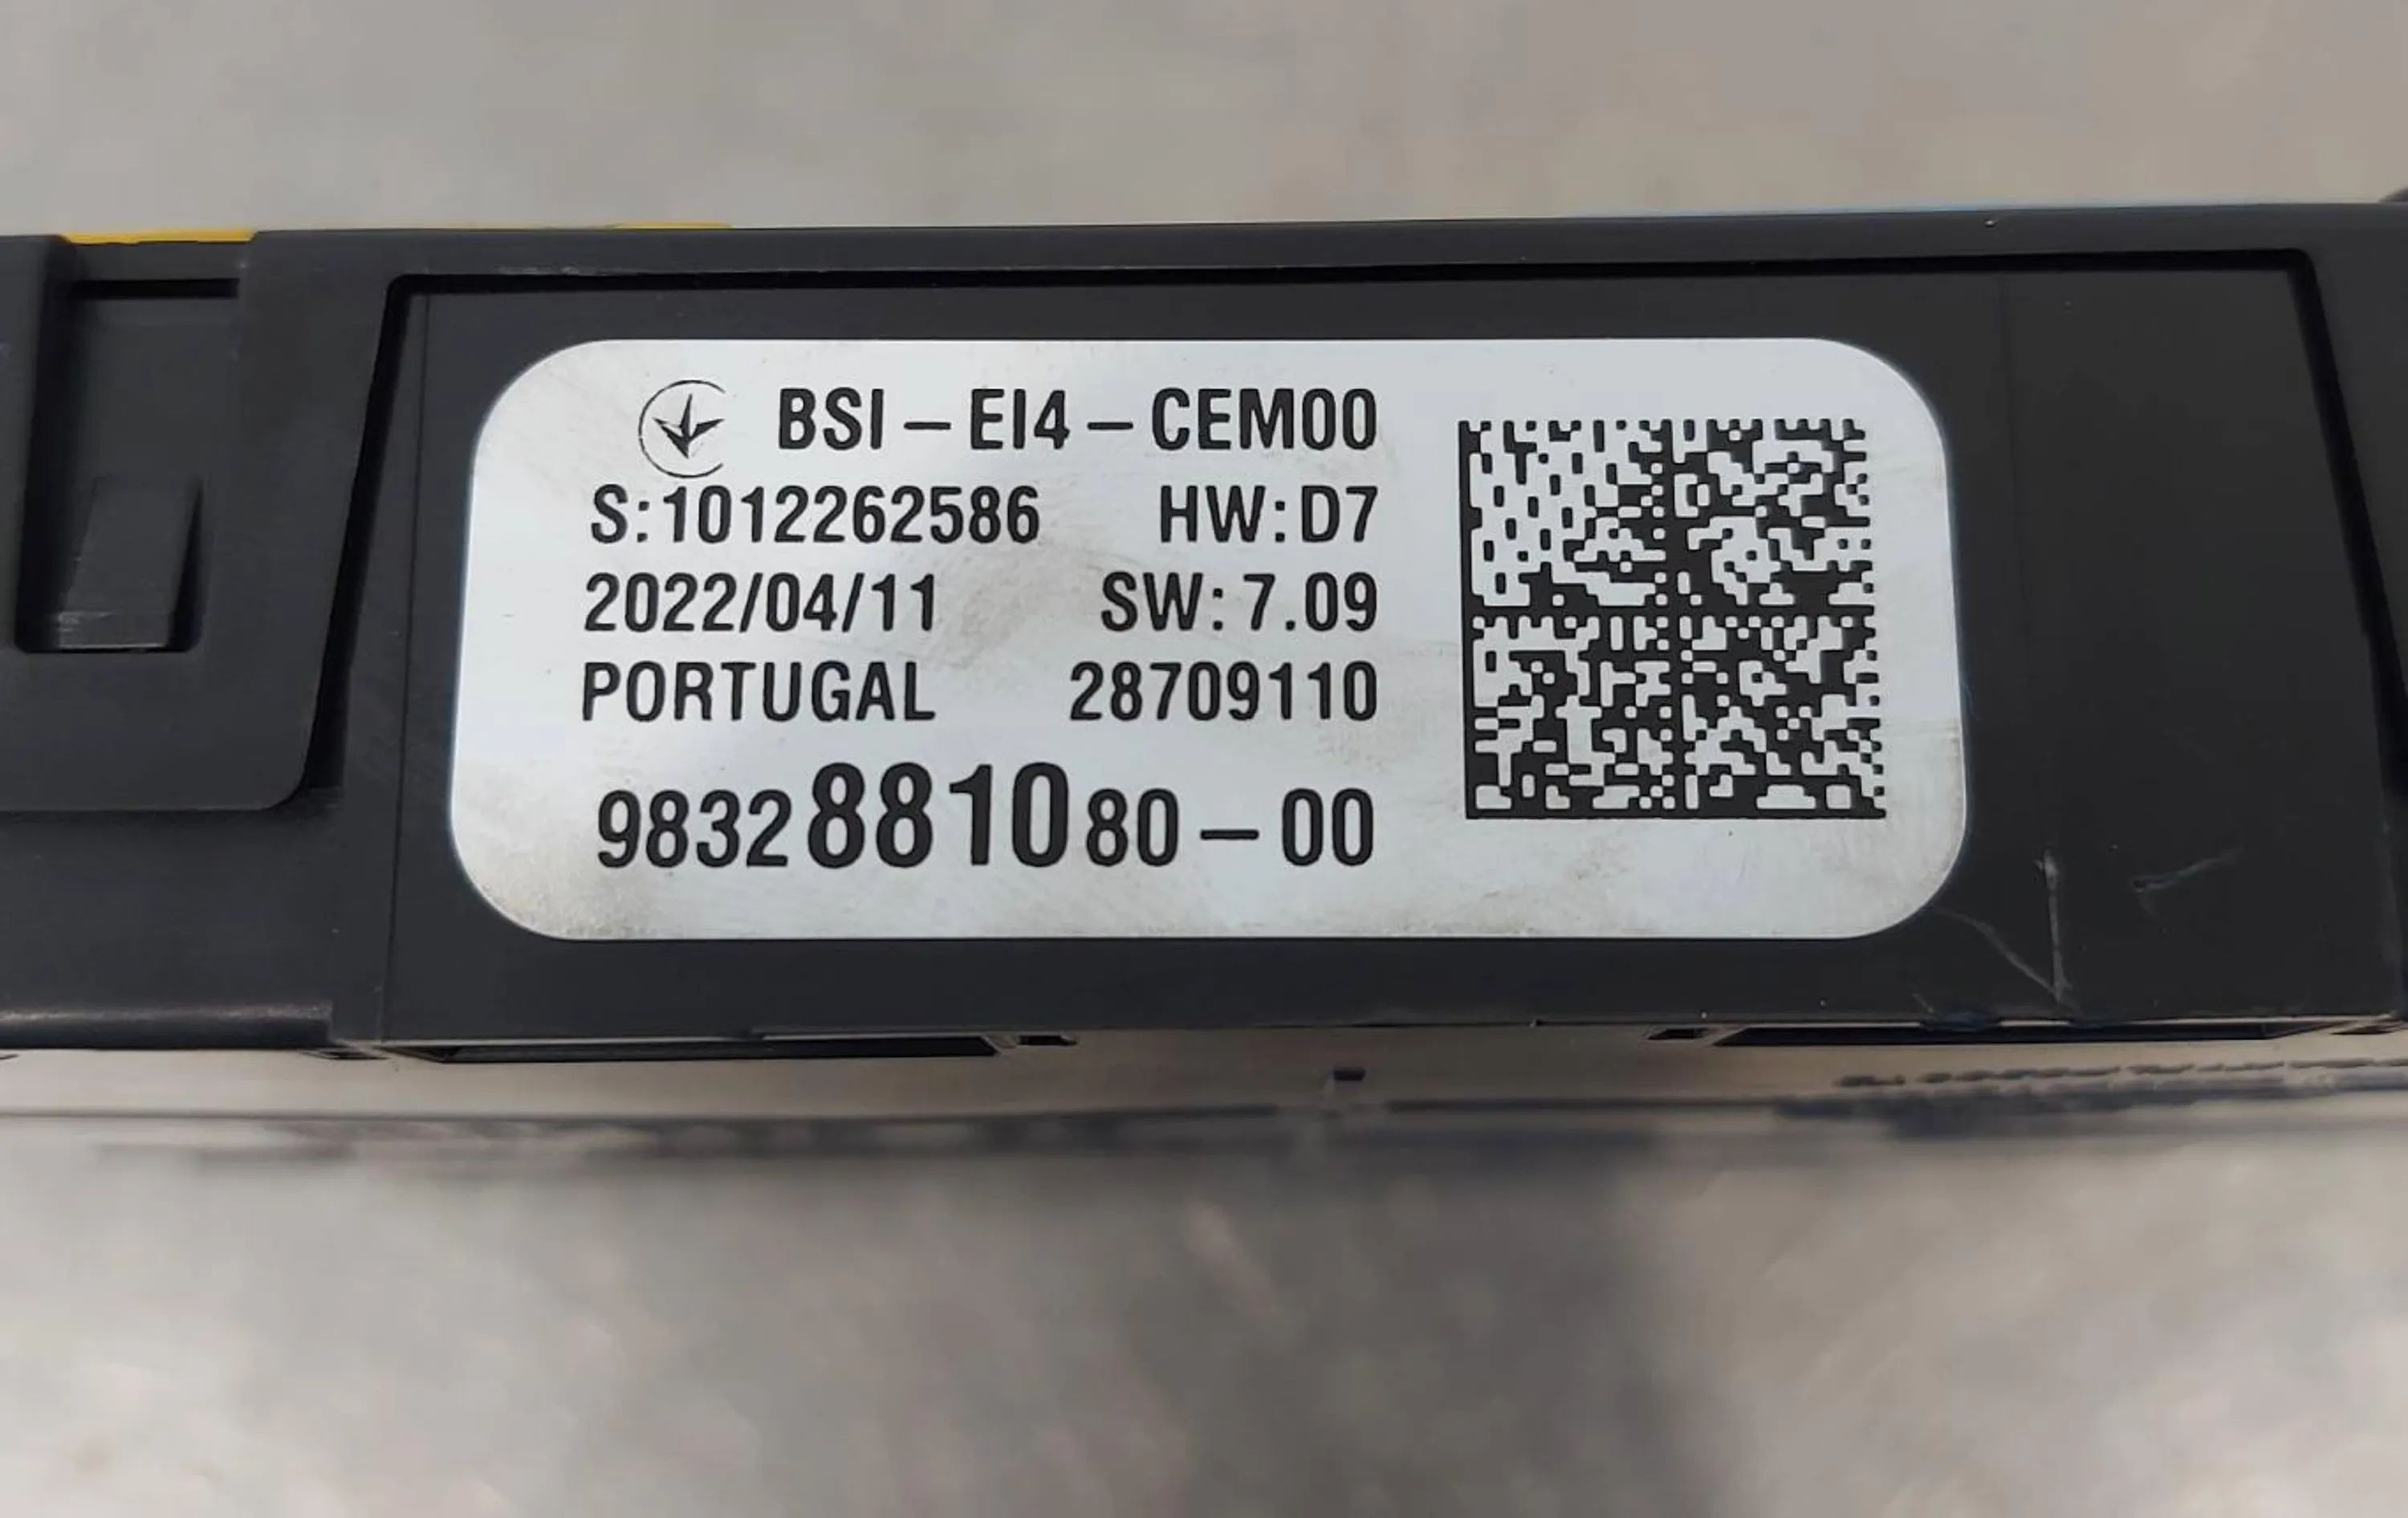 BSI-EI4-CEM00
S:1012262586 HW:D7
2022/04/11 SW:7.09
PORTUGAL 28709110
9832881080-00